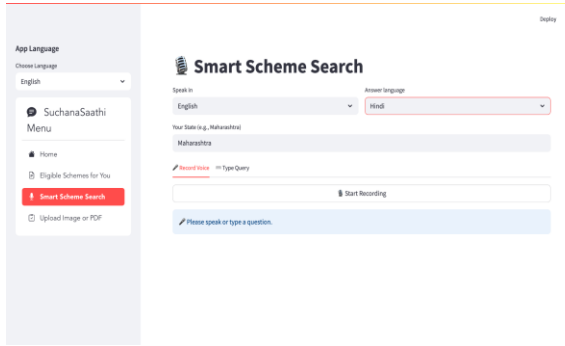 Deploy
App Language
Choose Language
English
SuchanaSaathi
Menu
Home
Eligible Schemes for You
Smart Scheme Search
Upload Image or PDF
Smart Scheme Search
Speak in
English
Answer language
Hindi
Your State (e.g., Maharashtra)
Maharashtra
Record Voice
Type Query
Start Recording
Please speak or type a question.